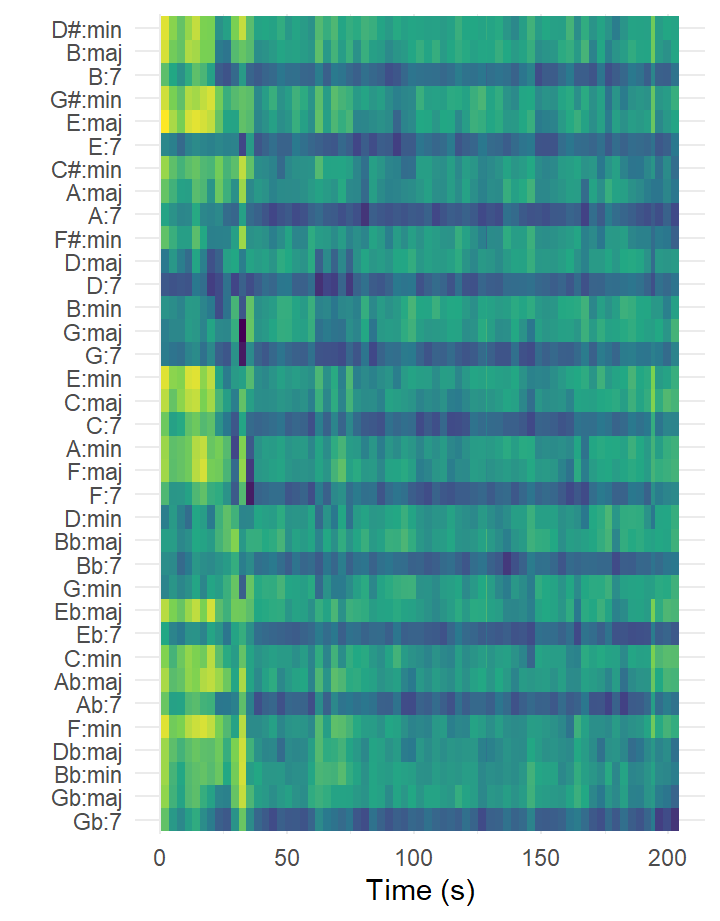 D#:min
B:maj
B:7
G#:min
E:maj
E:7
C#:min
A:maj
A:7
F#:min
D:maj
D:7
B:min
G:maj
G:7
E:min
C:maj
C:7
A:min
F:maj
F:7
D:min
Bb:maj
Bb:7
G:min
Eb:maj
Eb:7
C:min
Ab:maj
Ab:7
F:min
Db:maj
Bb:min
Gb:maj
Gb:7
0 50 100 150 200
Time (s)